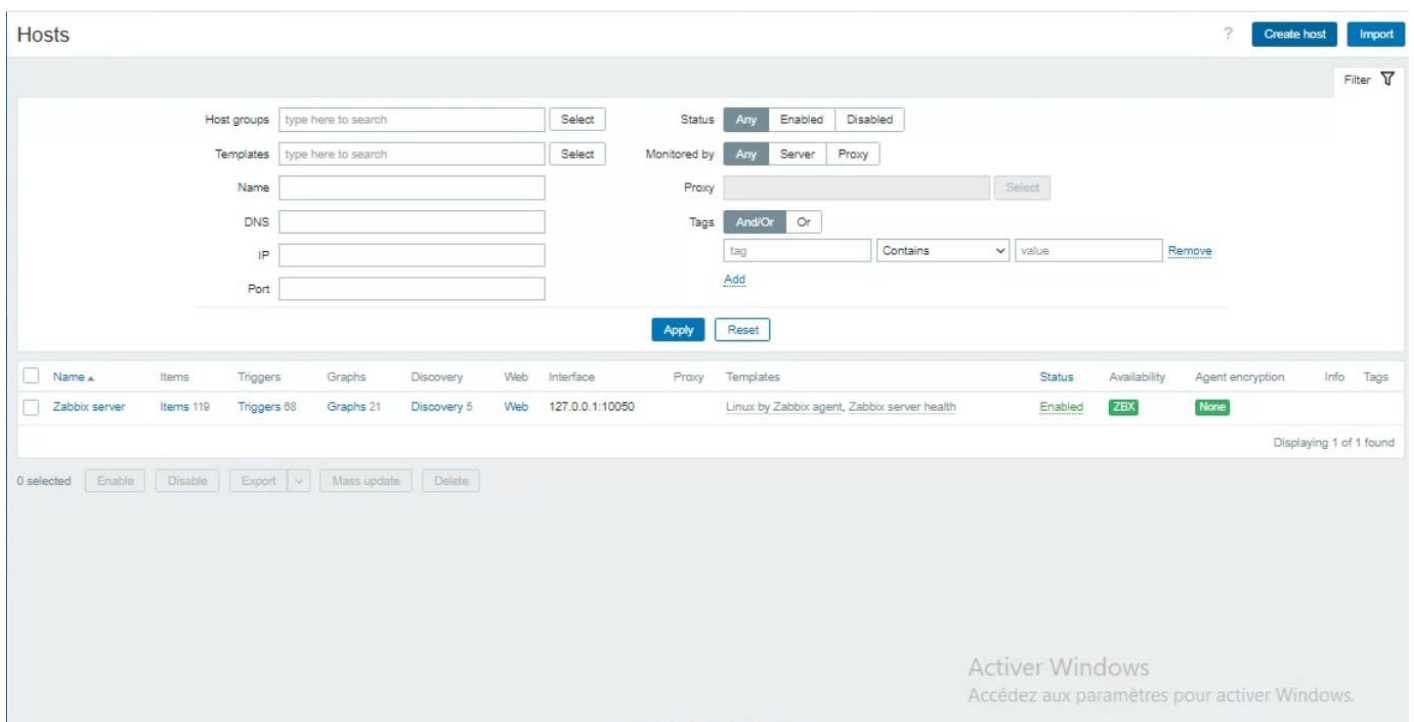 Hosts
? Create host Import
Filter
Host groups type here to search Select Status Any Enabled Disabled
Templates type here to search Select Monitored by Any Server Proxy
Name Proxy Select
DNS Tags And/Or Or
IP tag Contains value Remove
Port Add
Apply Reset
Name Items Triggers Graphs Discovery Web Interface Proxy Templates Status Availability Agent encryption Info Tags
Zabbix server Items 119 Triggers 68 Graphs 21 Discovery 5 Web 127.0.0.1:10050 Linux by Zabbix agent, Zabbix server health Enabled ZBX None
Displaying 1 of 1 found
0 selected Enable Disable Export Mass update Delete
Activer Windows
Accédez aux paramètres pour activer Windows.